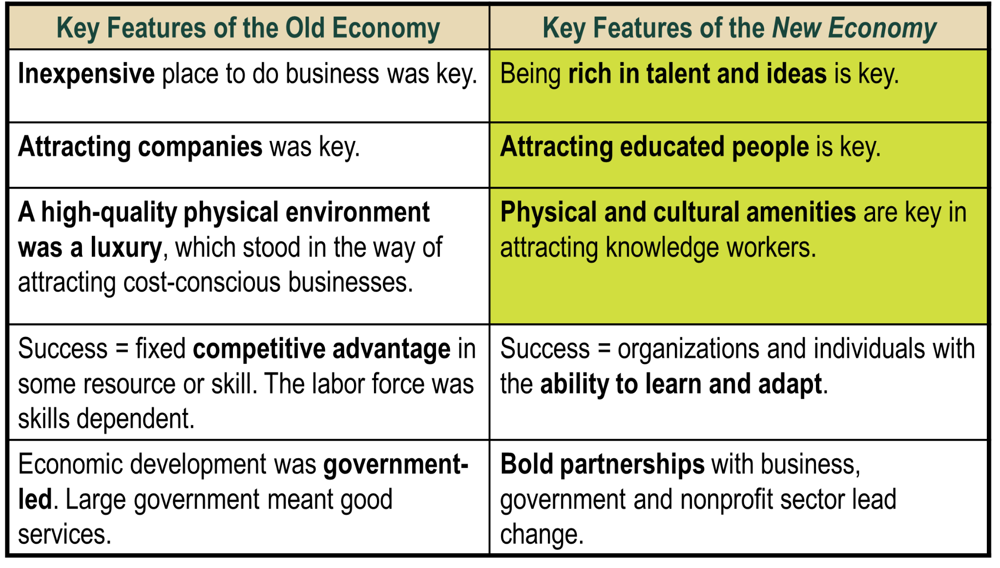 Key Features of the Old Economy
Key Features of the New Economy
Inexpensive place to do business was key.
Being rich in talent and ideas is key.
Attracting companies was key.
Attracting educated people is key.
A high-quality physical environment
was a luxury, which stood in the way of
attracting cost-conscious businesses.
Physical and cultural amenities are key in
attracting knowledge workers.
Success = fixed competitive advantage in
some resource or skill. The labor force was
skills dependent.
Success = organizations and individuals with
the ability to learn and adapt.
Economic development was government-
led. Large government meant good
services.
Bold partnerships with business,
government and nonprofit sector lead
change.